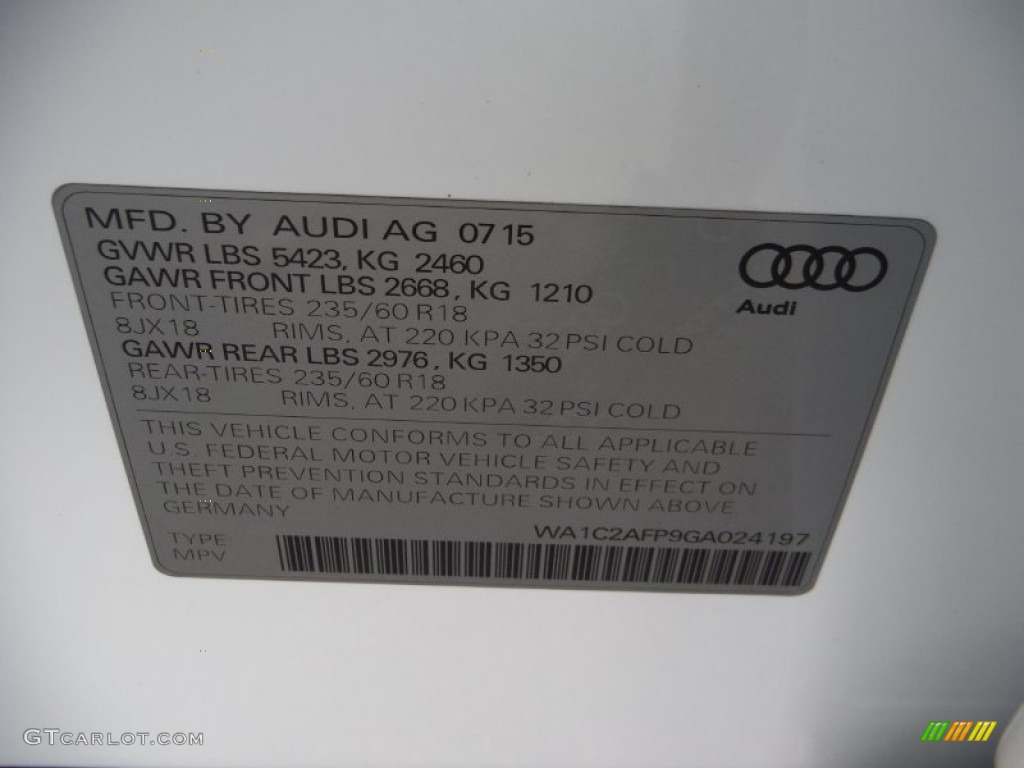 MFD. BY AUDI AG 0715
GVWR LBS 5423, KG 2460
GAWR FRONT LBS 2668, KG 1210
FRONT-TIRES 235/60 R18
8JX18 RIMS, AT 220 KPA 32 PSI COLD
GAWR REAR LBS 2976, KG 1350
REAR-TIRES 235/60 R18
8JX18 RIMS, AT 220 KPA 32 PSI COLD
Audi
THIS VEHICLE CONFORMS TO ALL APPLICABLE
U.S. FEDERAL MOTOR VEHICLE SAFETY AND
THEFT PREVENTION STANDARDS IN EFFECT ON
THE DATE OF MANUFACTURE SHOWN ABOVE.
GERMANY
WA1C2AFP9GA024197
TYPE
MPV
GTcarlot.com